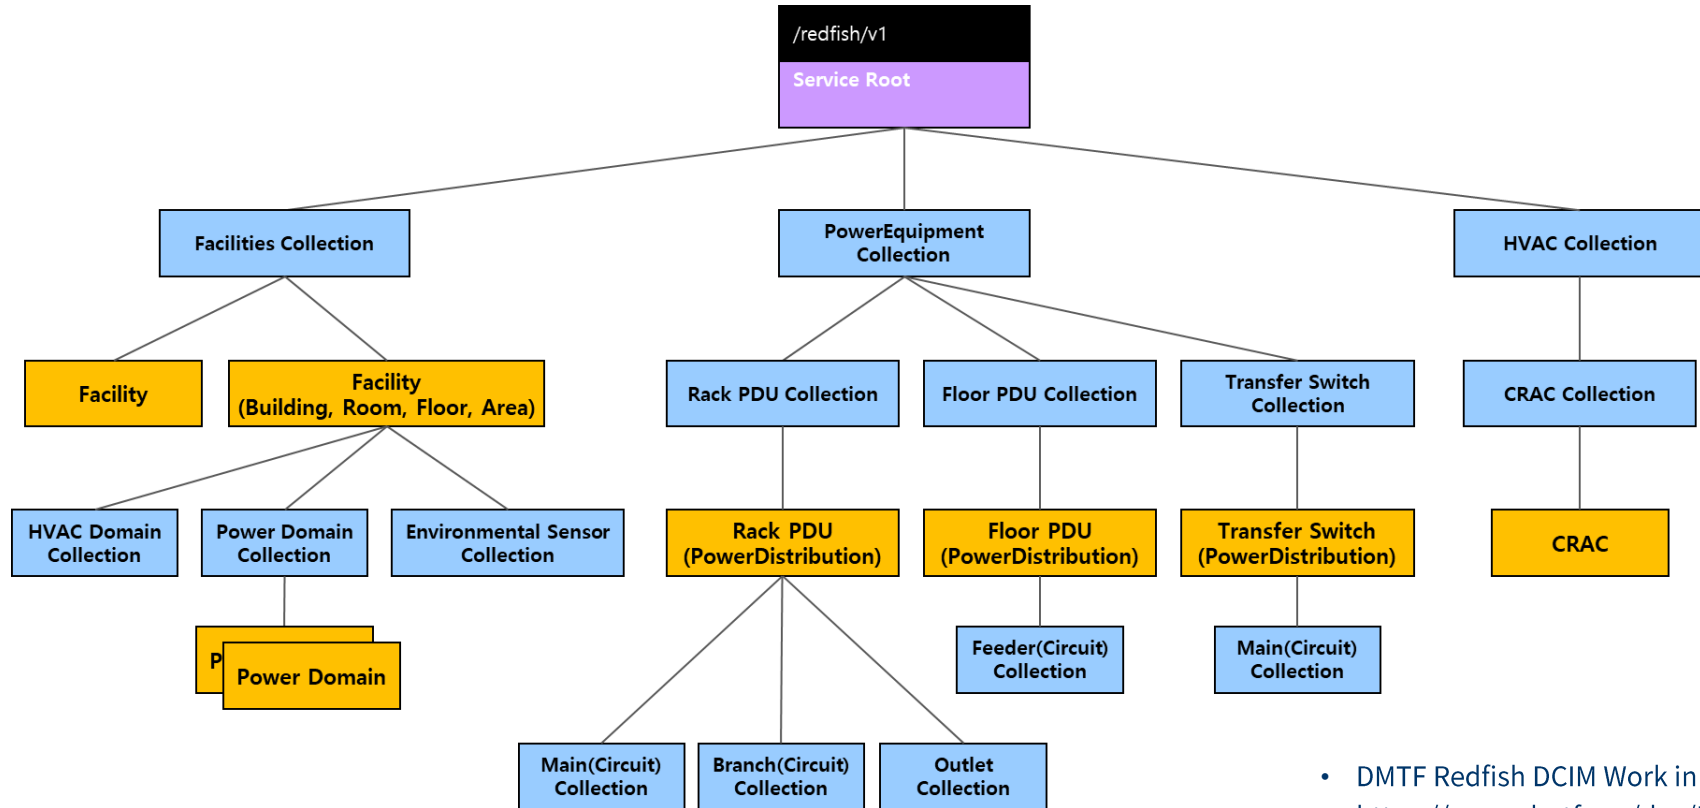 /redfish/v1
Service Root
Facilities Collection
PowerEquipment
Collection
HVAC Collection
Facility
Facility
(Building, Room, Floor, Area)
Rack PDU Collection
Floor PDU Collection
Transfer Switch
Collection
CRAC Collection
HVAC Domain
Collection
Power Domain
Collection
Environmental Sensor
Collection
Rack PDU
(PowerDistribution)
Floor PDU
(PowerDistribution)
Transfer Switch
(PowerDistribution)
CRAC
P
Power Domain
Feeder(Circuit)
Collection
Main(Circuit)
Collection
Main(Circuit)
Collection
Branch(Circuit)
Collection
Outlet
Collection
• DMTF Redfish DCIM Work in